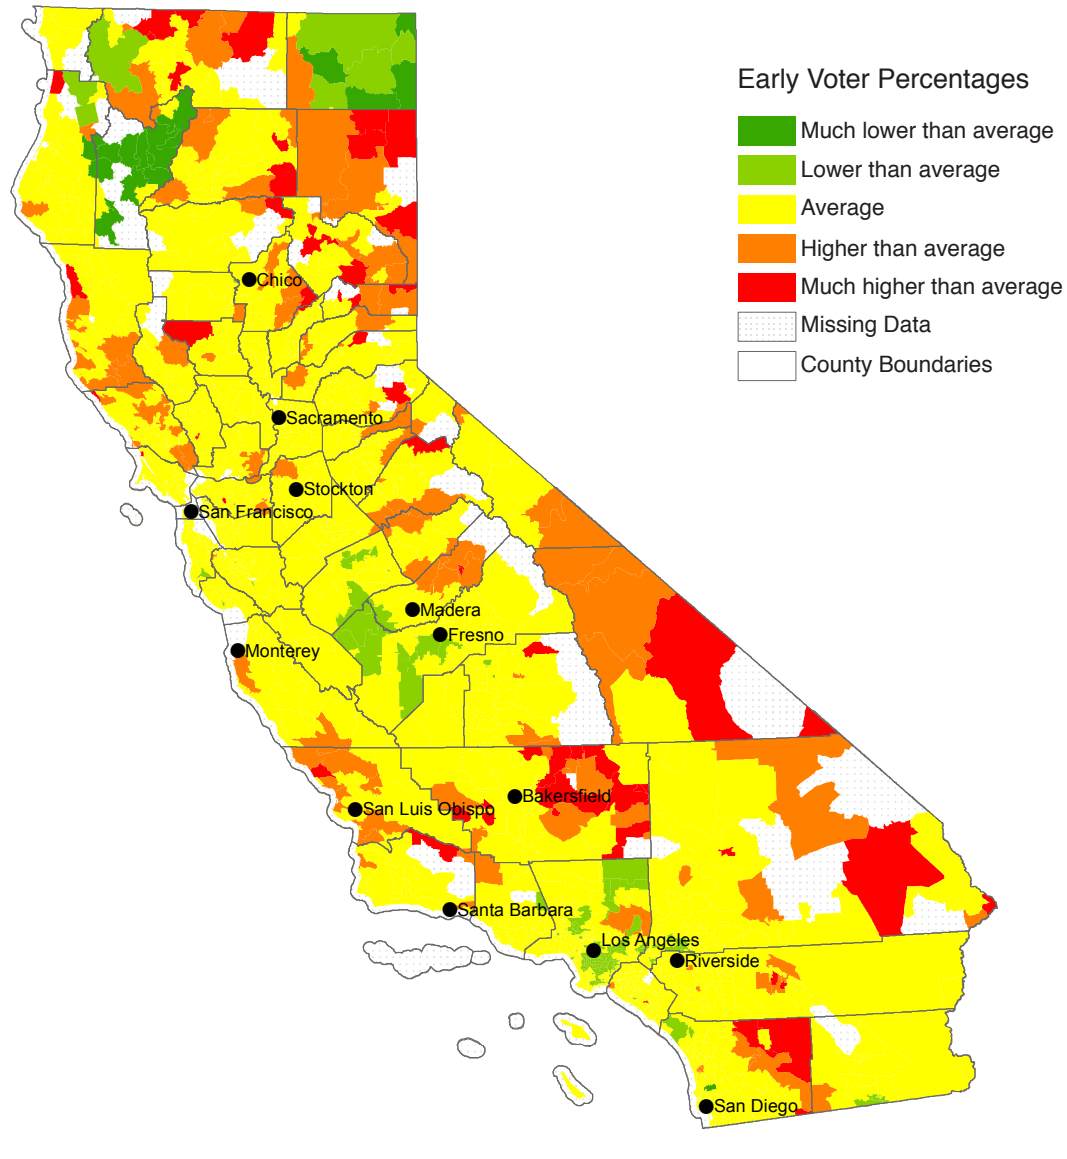 Early Voter Percentages
Much lower than average
Lower than average
Average
Higher than average
Much higher than average
Missing Data
County Boundaries
Chico
Sacramento
Stockton
San Francisco
Madera
Fresno
Monterey
Bakersfield
San Luis Obispo
Santa Barbara
Los Angeles
Riverside
San Diego